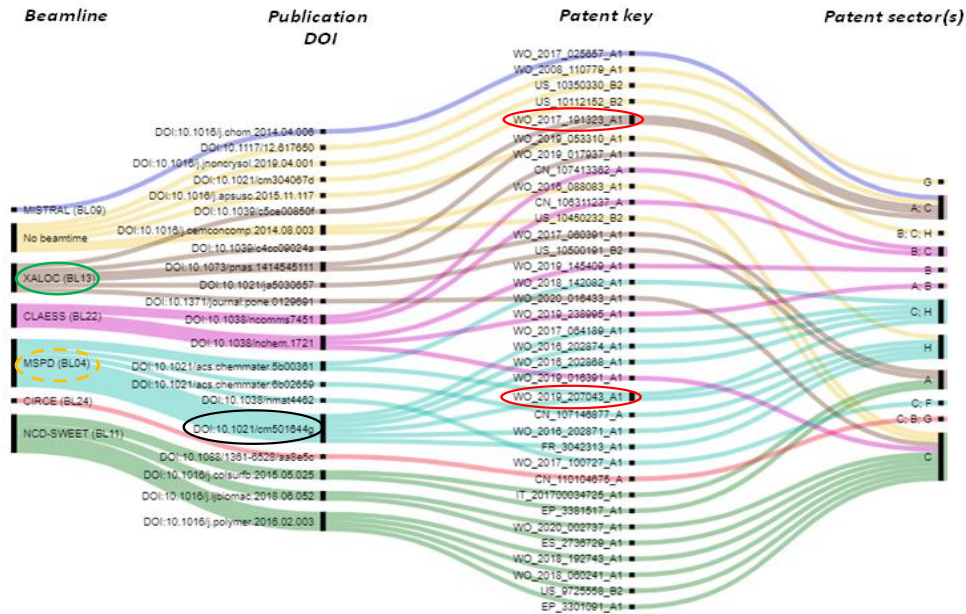 Beamline
Publication
DOI
Patent key
Patent sector(s)
MISTRAL (BL09)
No beamtime
XALOC (BL13)
CLAESS (BL22)
MSPD (BL04)
CIRCE (BL24)
NCD-SWEET (BL11)
DOI:10.1016/j.chom.2014.04.006
DOI:10.1117/12.617650
DOI:10.1016/j.jnoncrysol.2019.04.001
DOI:10.1021/cm304067d
DOI:10.1016/j.apsusc.2015.11.117
DOI:10.1039/c5ce00850f
DOI:10.1016/j.cemconcomp.2014.08.003
DOI:10.1039/c4cc09024a
DOI:10.1073/pnas.1414545111
DOI:10.1021/ja5030657
DOI:10.1371/journal.pone.0129691
DOI:10.1038/ncomms7451
DOI:10.1038/nchem.1721
DOI:10.1021/acs.chemmater.5b00361
DOI:10.1021/acs.chemmater.6b02659
DOI:10.1038/nmat4462
DOI:10.1021/cm501644g
DOI:10.1088/1361-6528/aa8e5c
DOI:10.1016/j.colsurfb.2015.05.025
DOI:10.1016/j.ijbiomac.2018.06.052
DOI:10.1016/j.polymer.2016.02.003
WO_2017_025657_A1
WO_2008_110779_A1
US_10350330_B2
US_10112152_B2
WO_2017_191323_A1
WO_2019_053310_A1
WO_2019_017937_A1
CN_107413362_A
WO_2016_088083_A1
CN_106311237_A
US_10450232_B2
WO_2017_060391_A1
US_10500191_B2
WO_2019_145409_A1
WO_2018_142082_A1
WO_2020_016433_A1
WO_2019_238995_A1
WO_2017_064189_A1
WO_2016_202874_A1
WO_2016_202868_A1
WO_2019_016391_A1
WO_2019_207043_A1
CN_107146877_A
WO_2016_202871_A1
FR_3042313_A1
WO_2017_100727_A1
CN_110104675_A
IT_201700034725_A1
EP_3381517_A1
WO_2020_002737_A1
ES_2736729_A1
WO_2018_192743_A1
WO_2018_060241_A1
US_9725558_B2
EP_3301091_A1
G
A; C
B; C; H
B; C
B
A; B
C; H
H
A
C; F
C; B; G
C